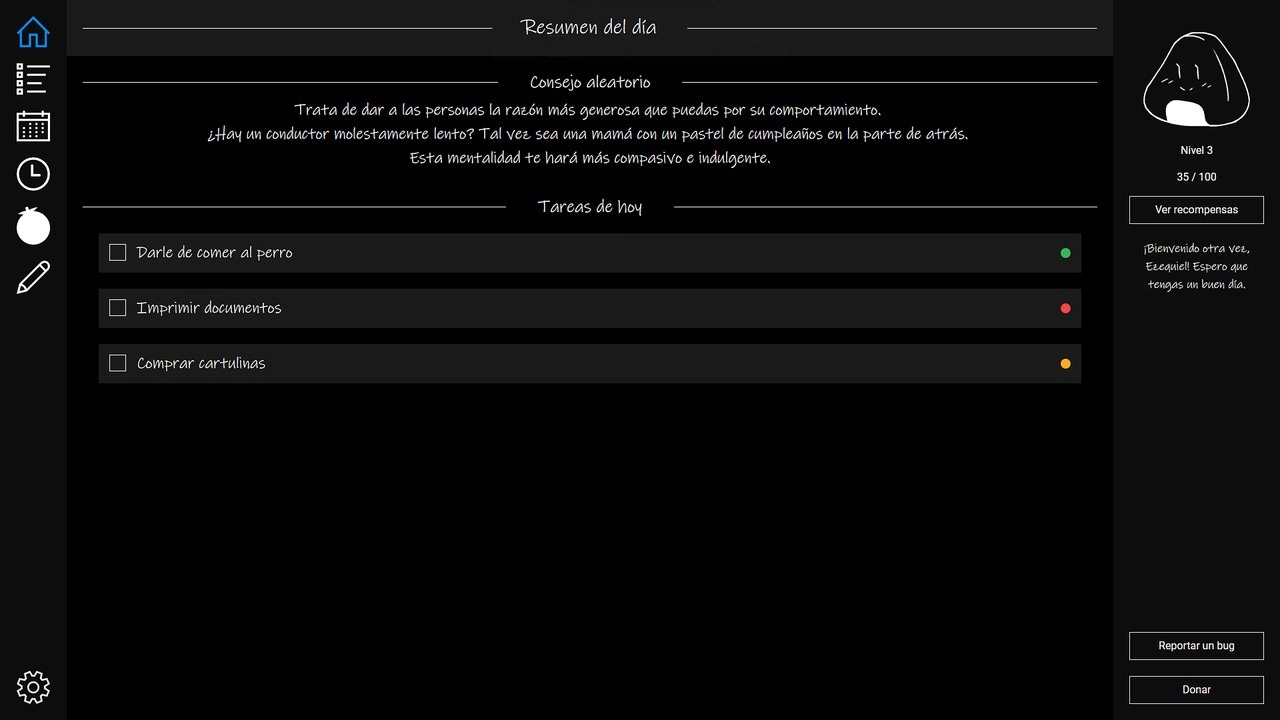 Resumen del día
Consejo aleatorio
Trata de dar a las personas la razón más generosa que puedas por su comportamiento.
¿Hay un conductor molestamente lento? Tal vez sea una mamá con un pastel de cumpleaños en la parte de atrás.
Esta mentalidad te hará más compasivo e indulgente.
Tareas de hoy
Darle de comer al perro
Imprimir documentos
Comprar cartulinas
Nivel 3
35 / 100
Ver recompensas
¡Bienvenido otra vez,
Ezequiel! Espero que
tengas un buen día.
Reportar un bug
Donar